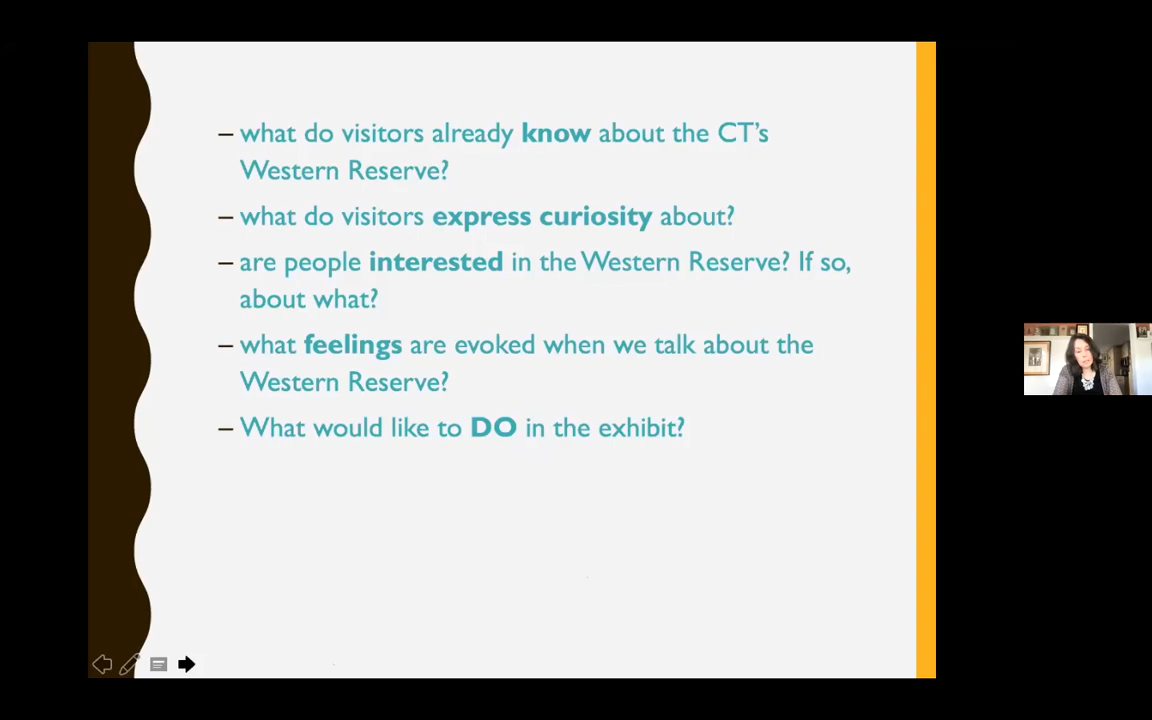 – what do visitors already know about the CT's
Western Reserve?
– what do visitors express curiosity about?
– are people interested in the Western Reserve? If so,
about what?
– what feelings are evoked when we talk about the
Western Reserve?
– What would like to DO in the exhibit?